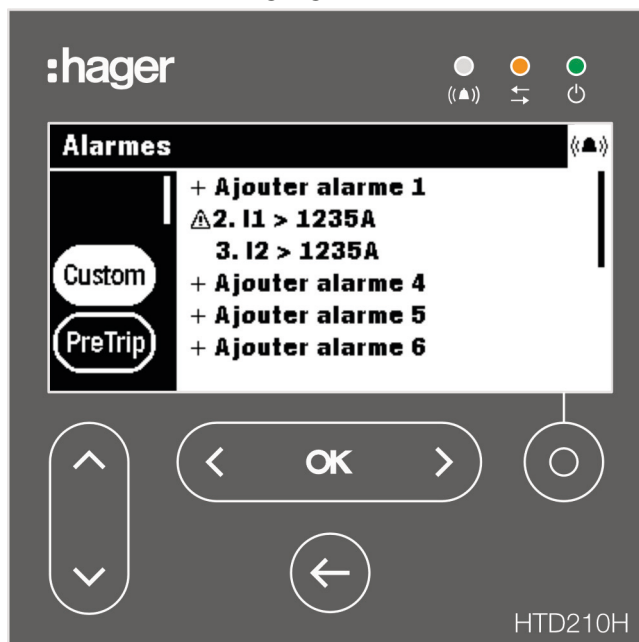 :hager
Alarmes
Custom
PreTrip
+ Ajouter alarme 1
2. I1 > 1235A
3. I2 > 1235A
+ Ajouter alarme 4
+ Ajouter alarme 5
+ Ajouter alarme 6
OK
HTD210H